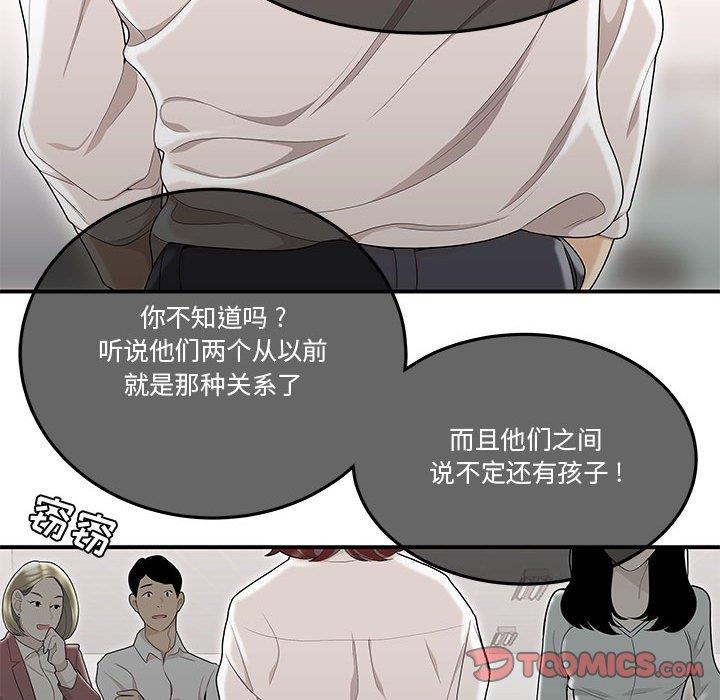 你不知道吗？
听说他们两个从以前
就是那种关系了
而且他们之间
说不定还有孩子！
窃窃
TOOMICS.COM